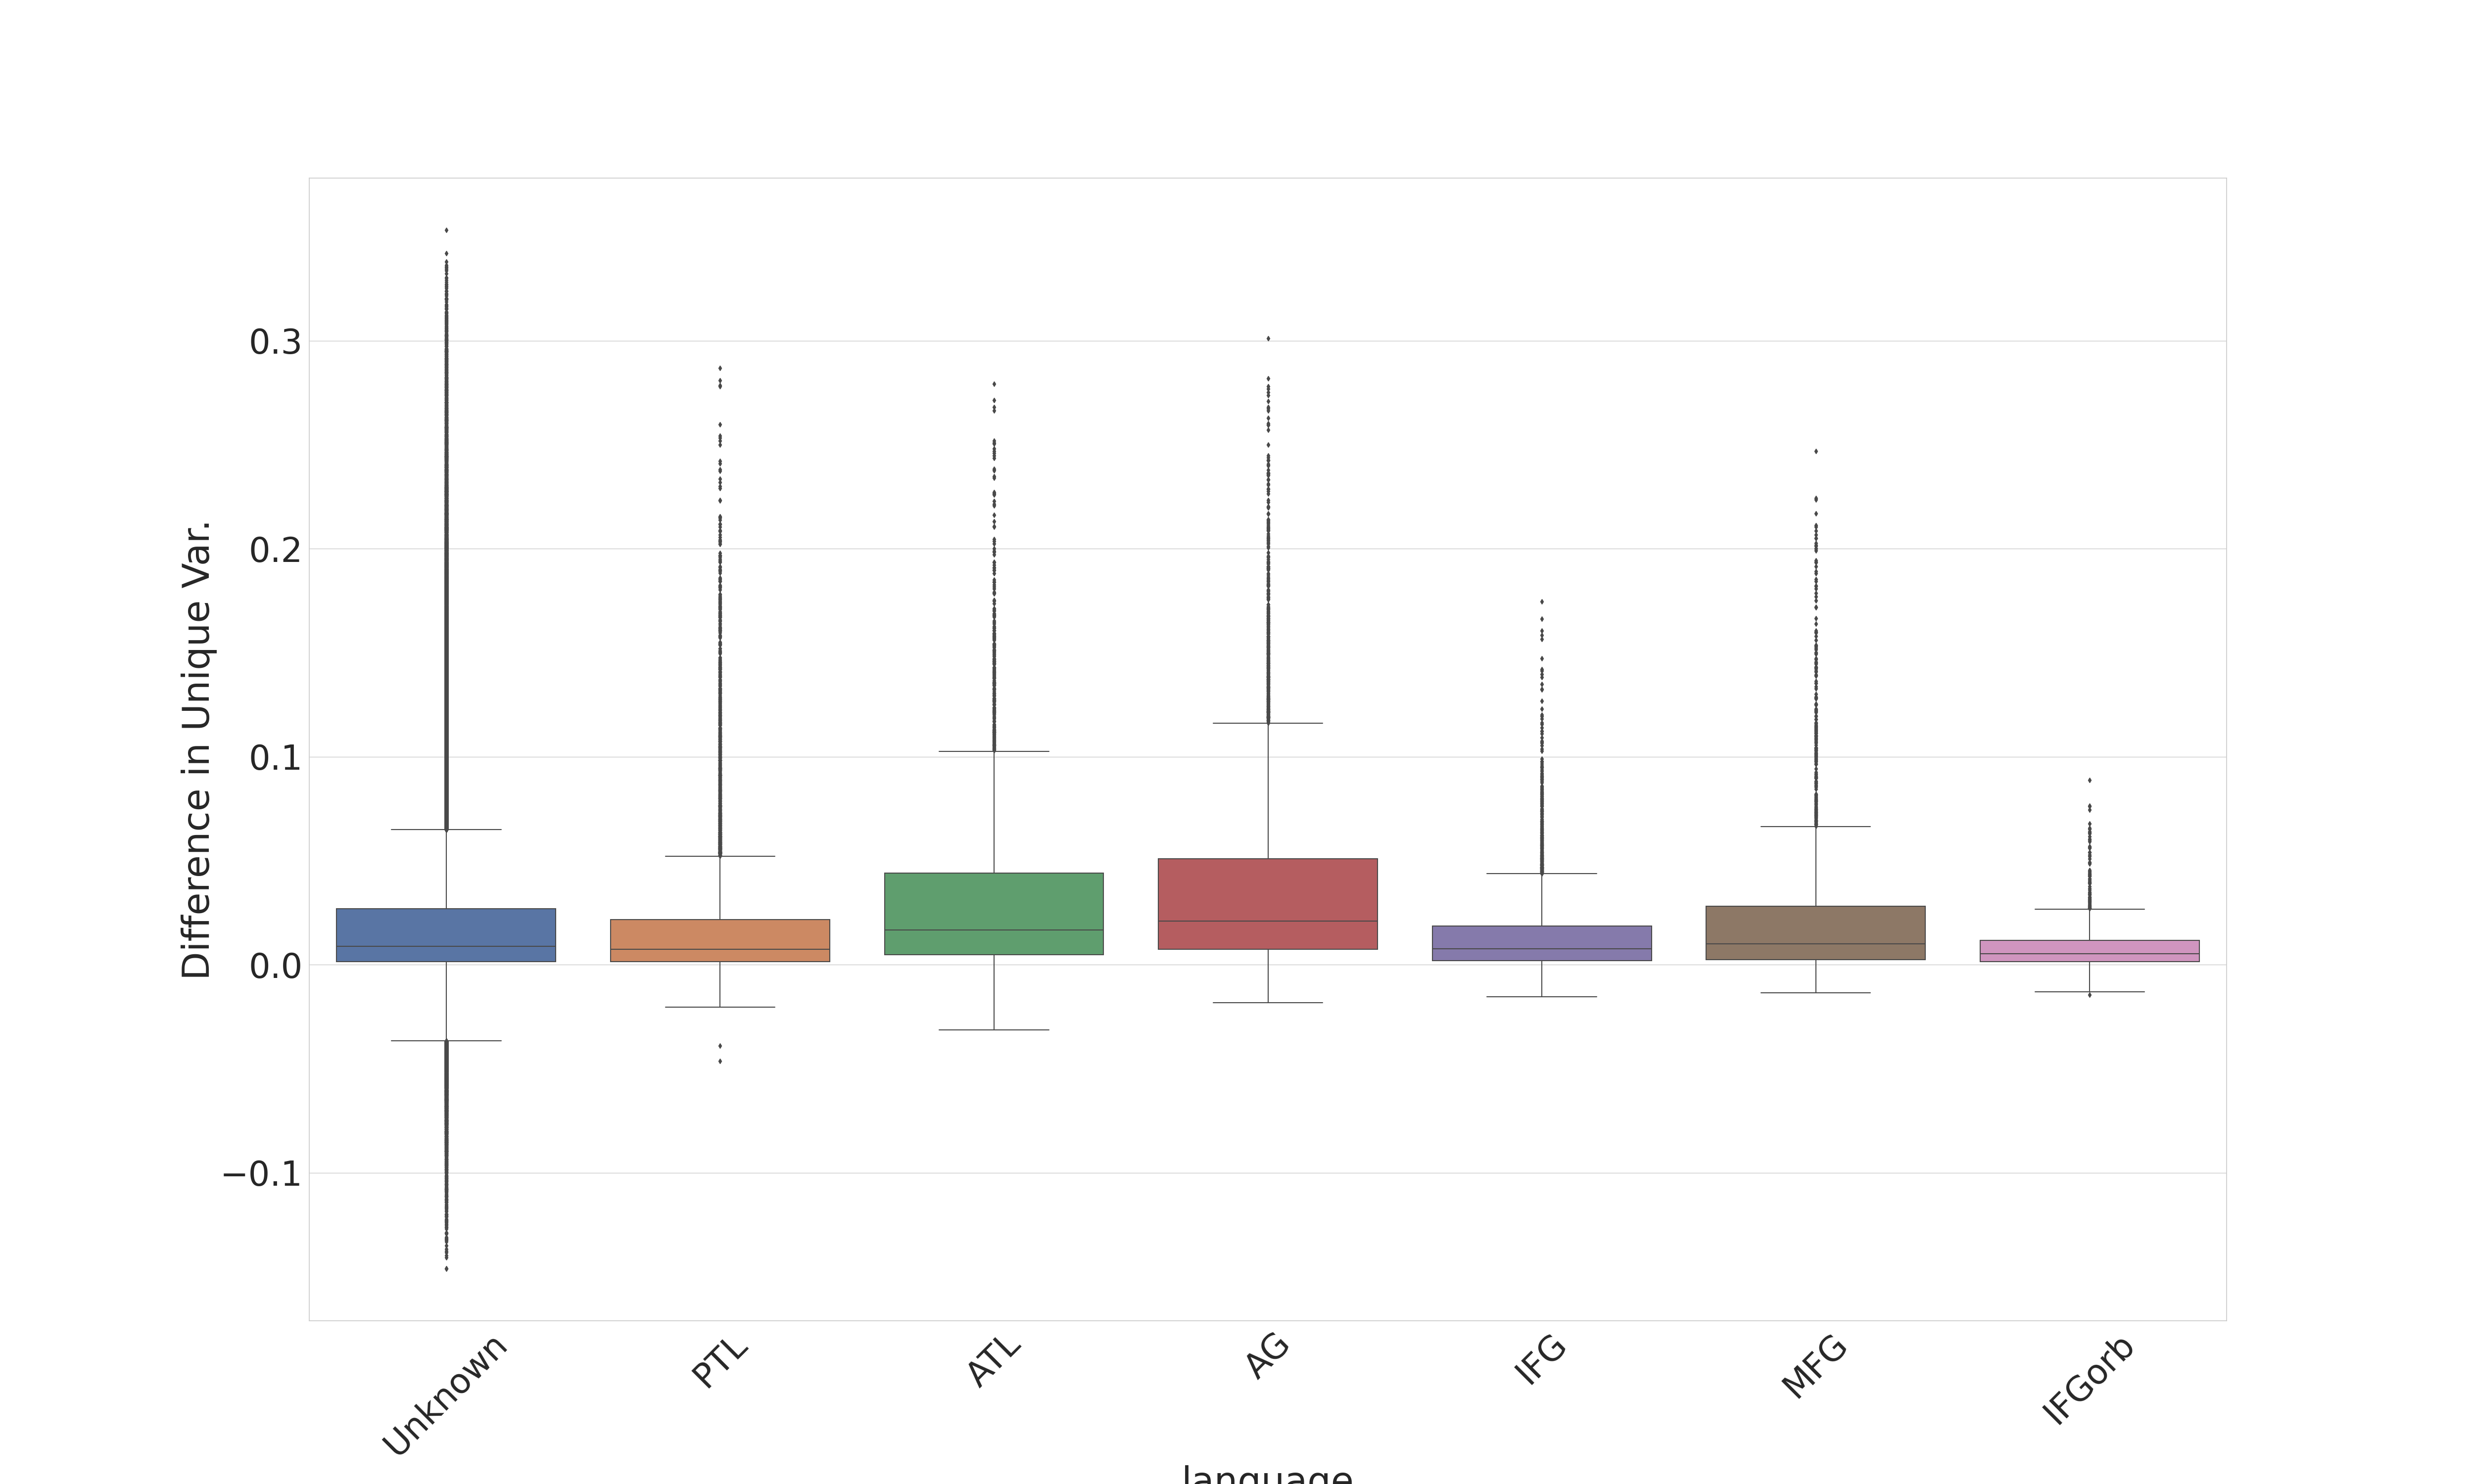 Difference in Unique Var.
0.3
0.2
0.1
0.0
−0.1
Unknown
PTL
ATL
AG
IFG
MFG
IFGorb
language